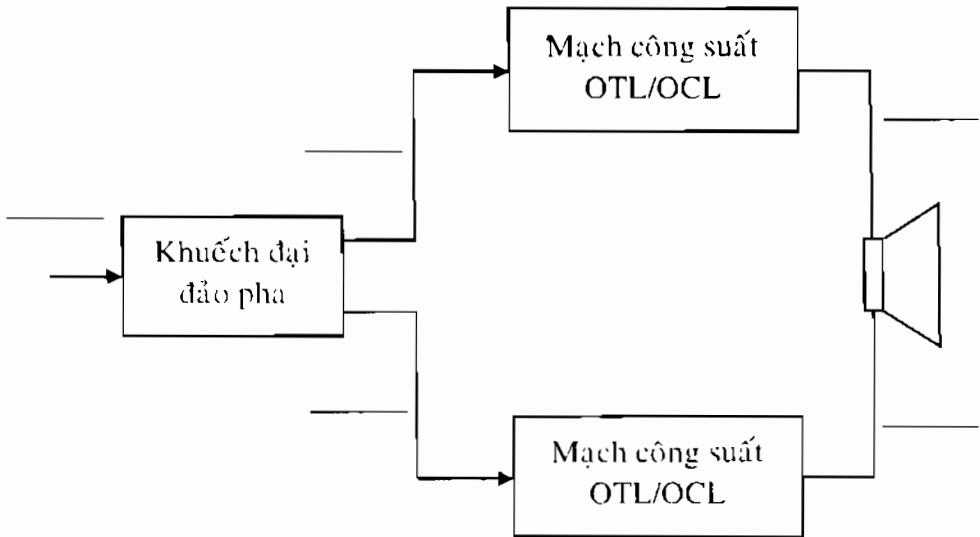 Mạch công suất
OTL/OCL
Khuếch đại
đảo pha
Mạch công suất
OTL/OCL